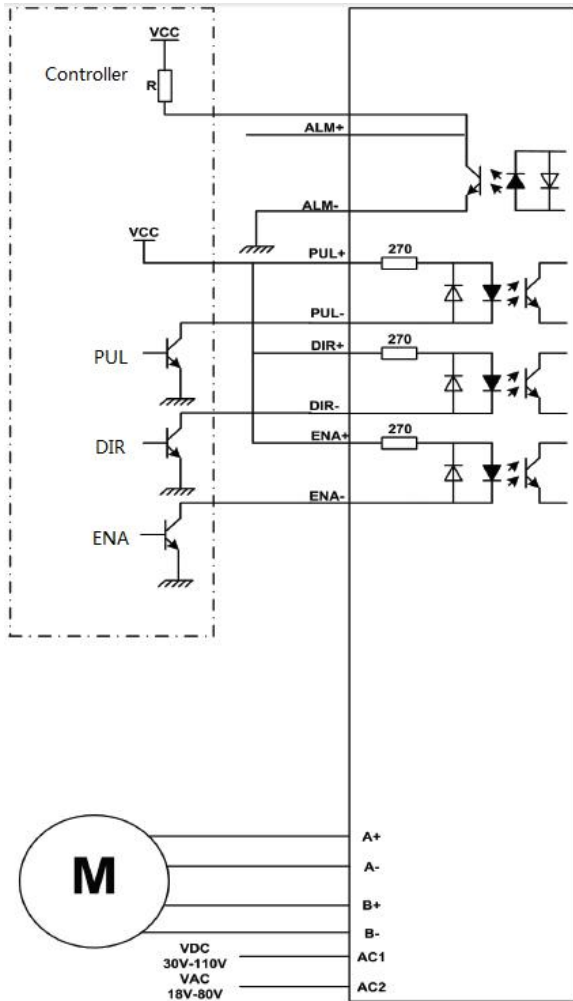 VCC
Controller
R
ALM+
ALM-
VCC
PUL+
270
PUL-
PUL
DIR+
270
DIR-
DIR
ENA+
270
ENA-
ENA
M
A+
A-
B+
B-
VDC
30V-110V
AC1
VAC
18V-80V
AC2